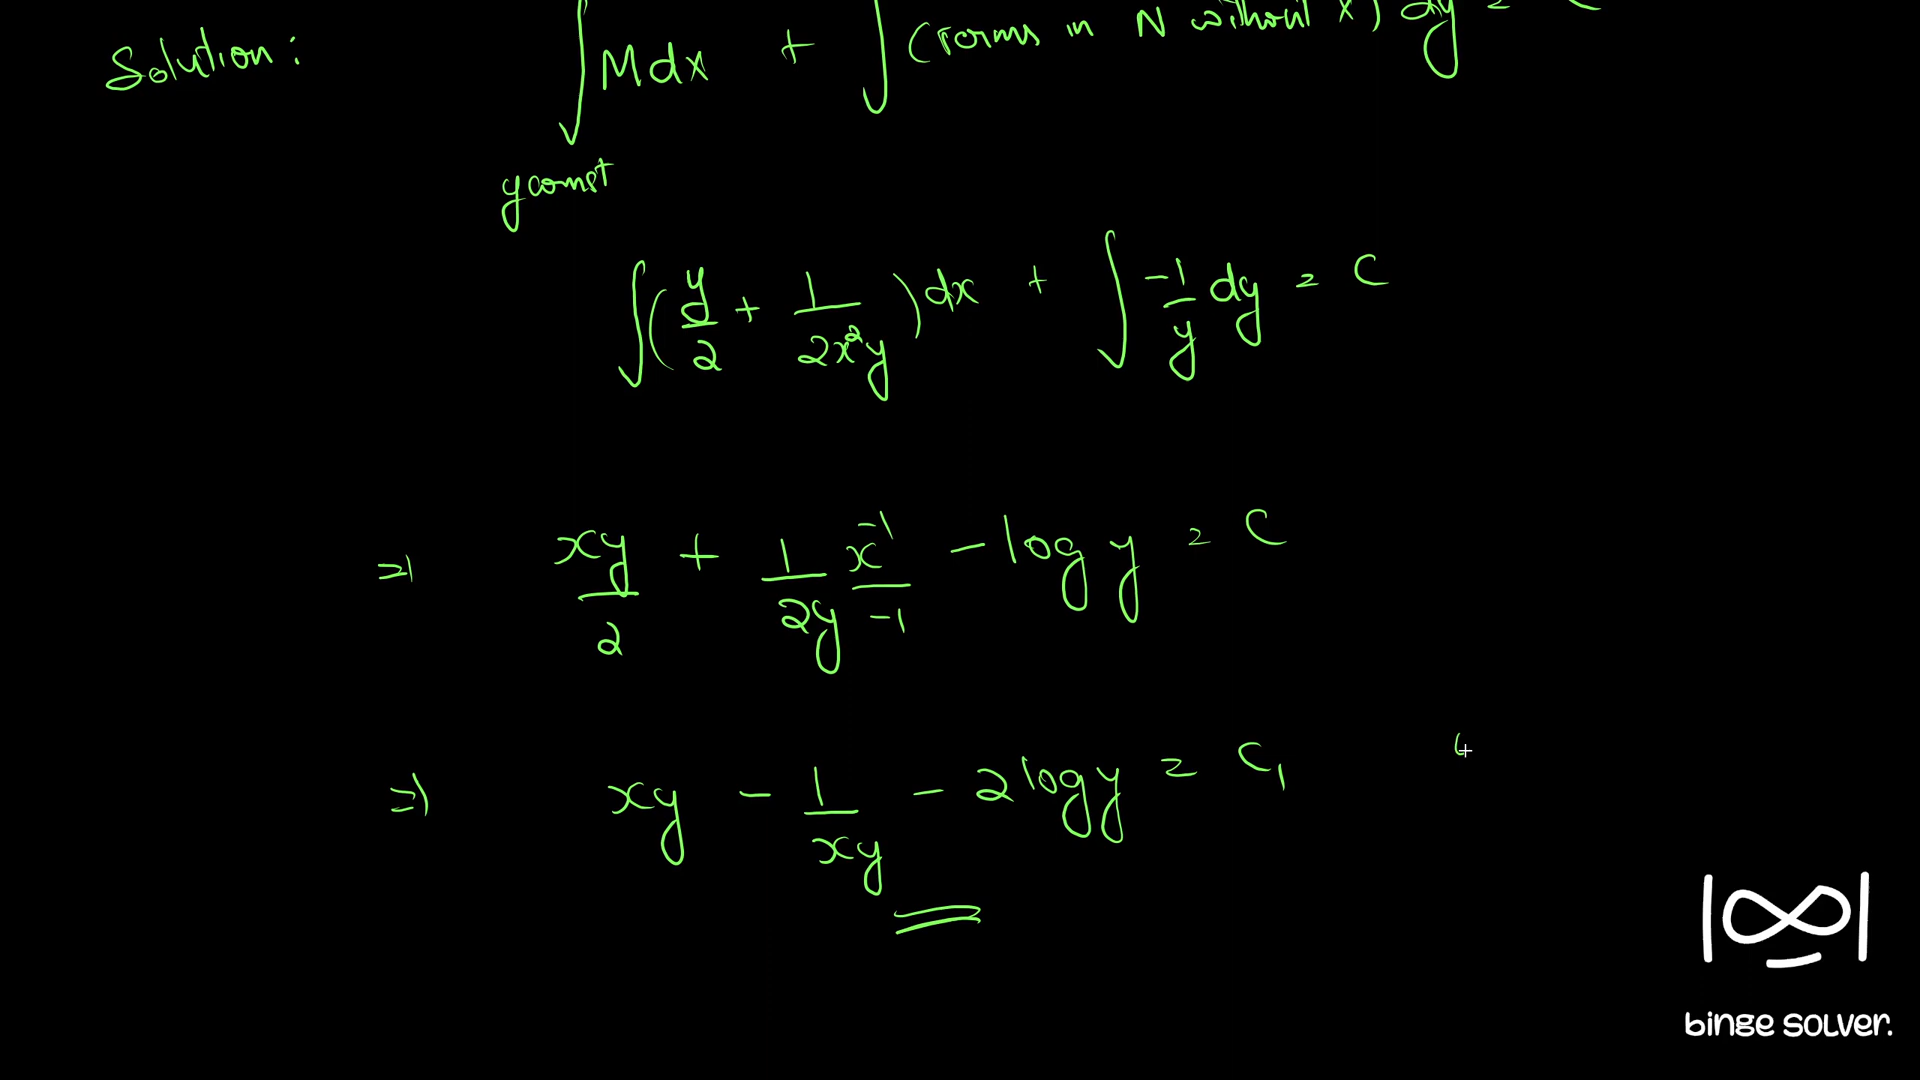 Solution: ∫ M dx + ∫ (Terms in N without x) dy = C
y const
∫ (y/2 + 1/2x²y) dx + ∫ -1/y dy = C
⇒ xy/2 + 1/2y x⁻¹/-1 - log y = C
⇒ xy - 1/xy - 2 log y = C₁
binge solver.